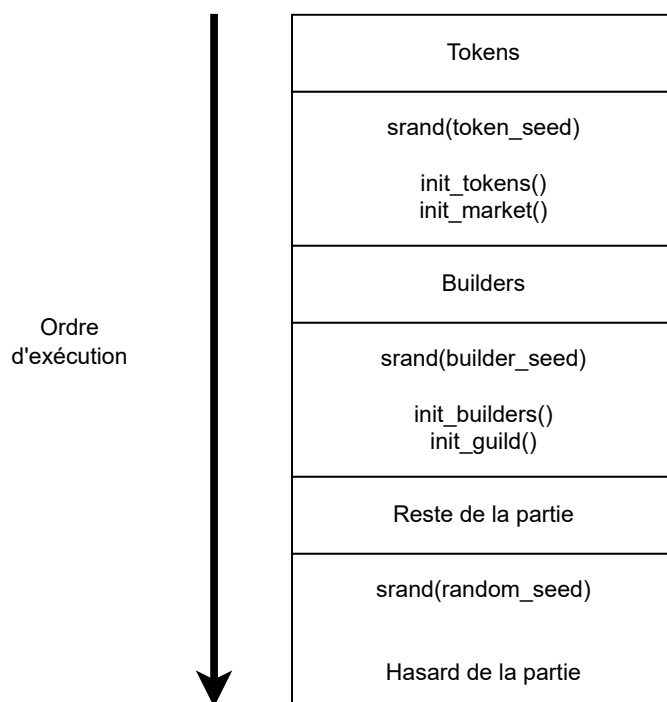 Tokens
srand(token_seed)
init_tokens()
init_market()
Builders
Ordre
d'exécution
srand(builder_seed)
init_builders()
init_guild()
Reste de la partie
srand(random_seed)
Hasard de la partie